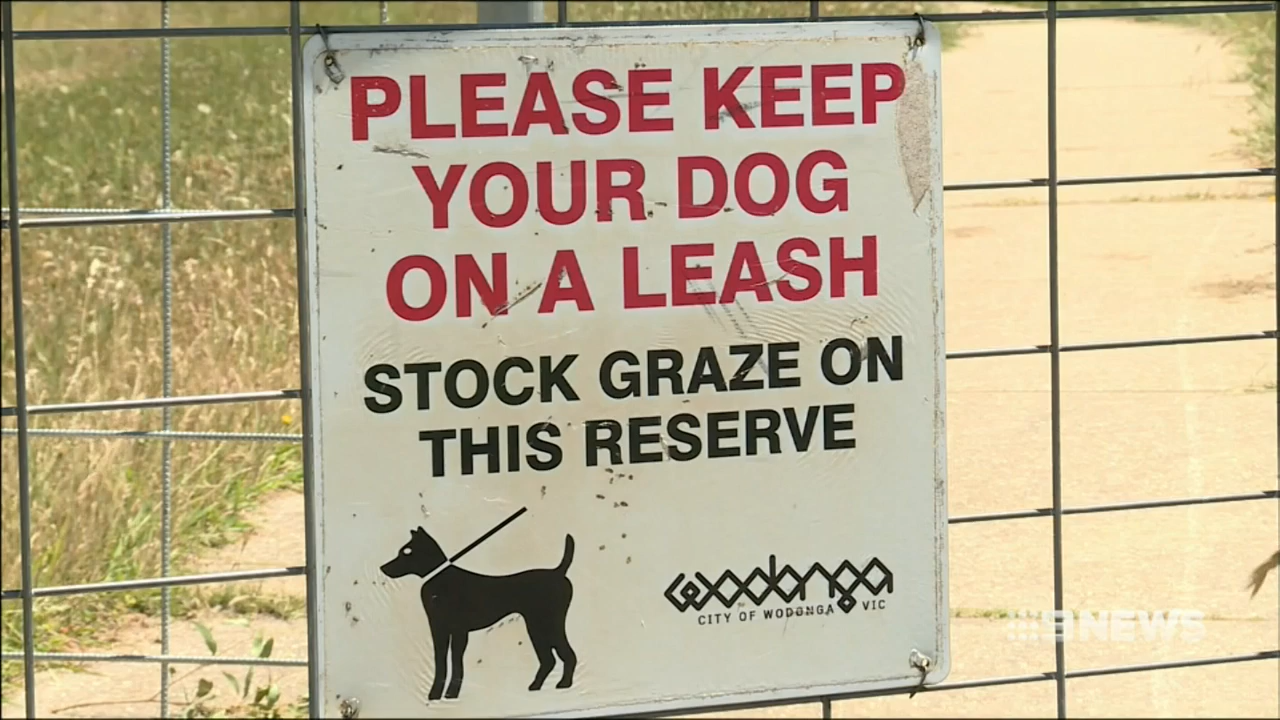 PLEASE KEEP
YOUR DOG
ON A LEASH
STOCK GRAZE ON
THIS RESERVE
wodonga
CITY OF WODONGA VIC
9NEWS